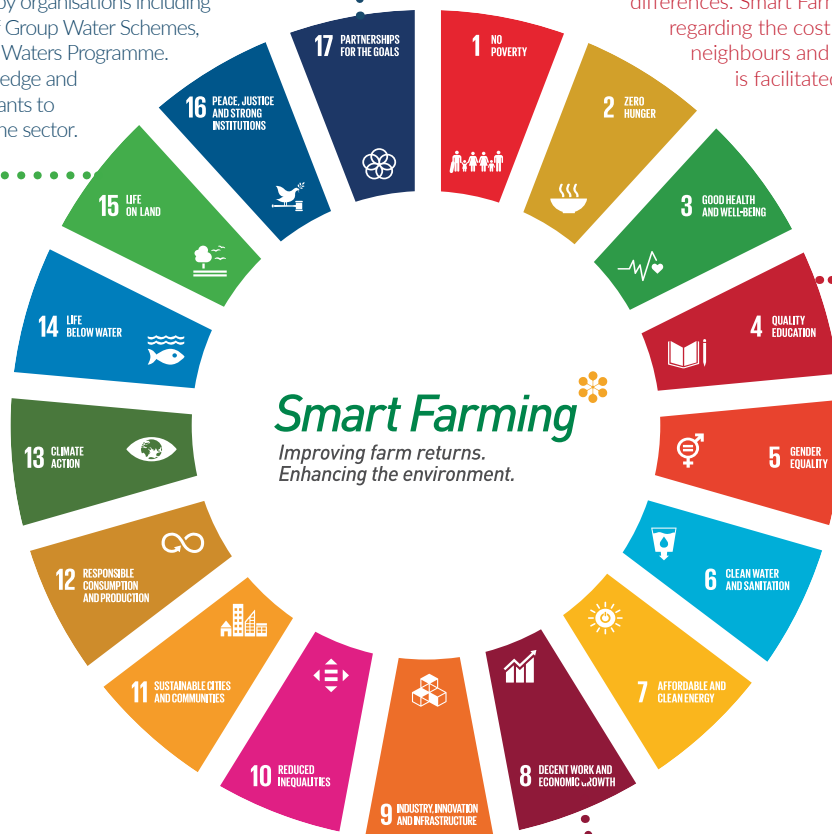 by organisations including
Group Water Schemes,
Waters Programme.
edge and
ants to
sector.
differences. Smart Farm
regarding the cost
neighbours and
is facilitate
17 PARTNERSHIPS
FOR THE GOALS
1 NO
POVERTY
2 ZERO
HUNGER
3 GOOD HEALTH
AND WELL-BEING
4 QUALITY
EDUCATION
5 GENDER
EQUALITY
6 CLEAN WATER
AND SANITATION
7 AFFORDABLE AND
CLEAN ENERGY
8 DECENT WORK AND
ECONOMIC GROWTH
9 INDUSTRY, INNOVATION
AND INFRASTRUCTURE
10 REDUCED
INEQUALITIES
11 SUSTAINABLE CITIES
AND COMMUNITIES
12 RESPONSIBLE
CONSUMPTION
AND PRODUCTION
13 CLIMATE
ACTION
14 LIFE
BELOW WATER
15 LIFE
ON LAND
16 PEACE, JUSTICE
AND STRONG
INSTITUTIONS
Smart Farming
Improving farm returns.
Enhancing the environment.